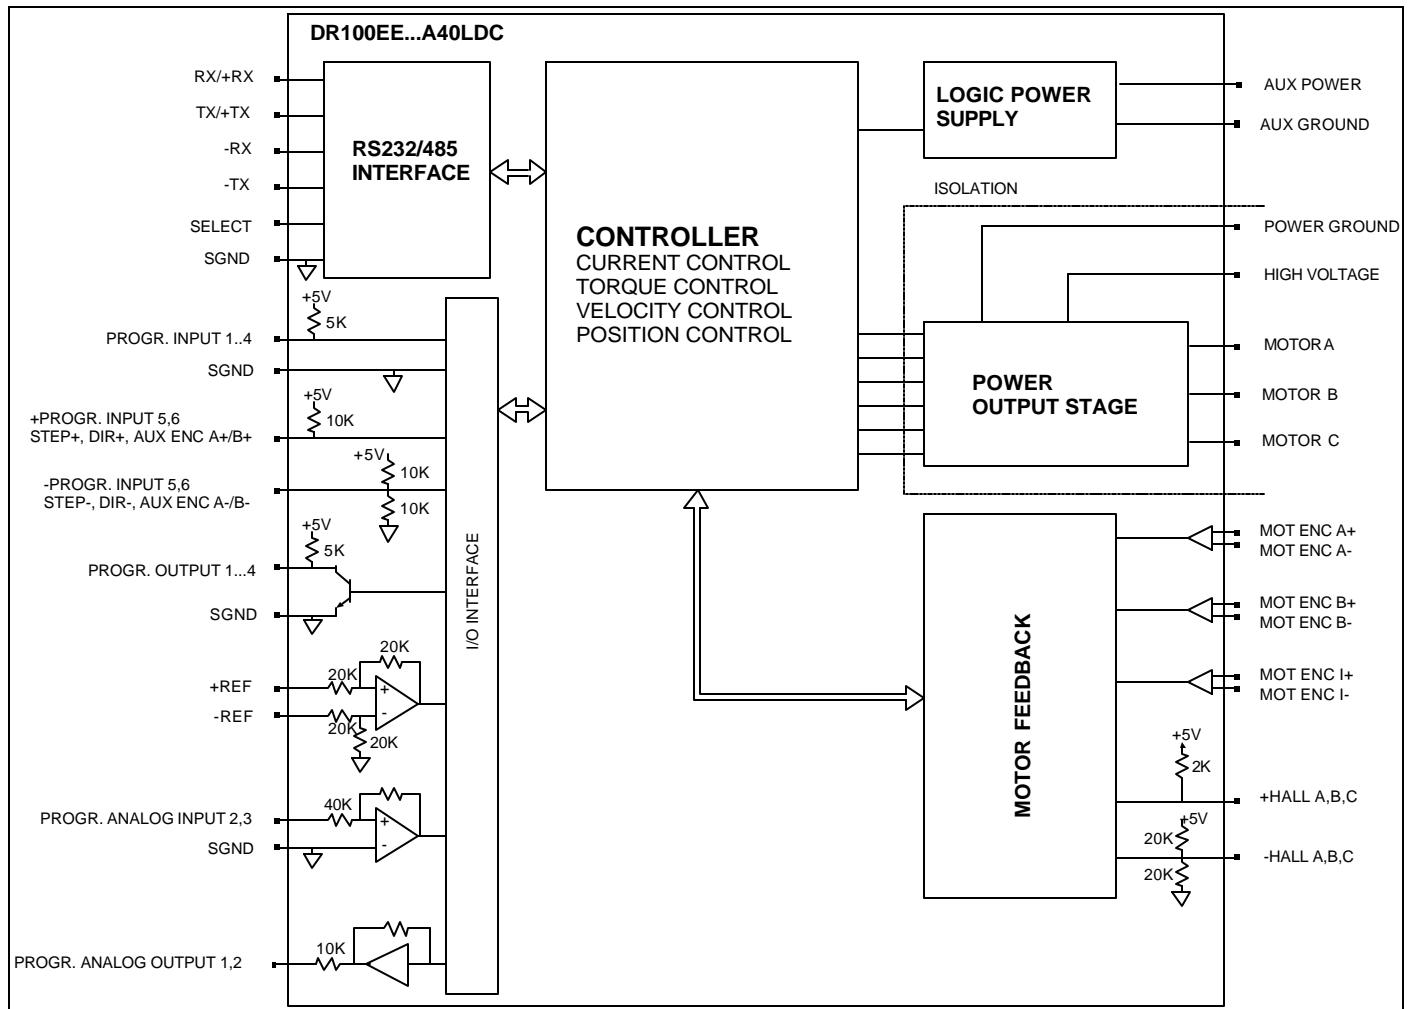 DR100EE...A40LDC
RX/+RX
TX/+TX
-RX
-TX
SELECT
SGND
RS232/485
INTERFACE
+5V
5K
PROGR. INPUT 1..4
SGND
+5V
10K
+PROGR. INPUT 5,6
STEP+, DIR+, AUX ENC A+/B+
+5V
10K
-PROGR. INPUT 5,6
STEP-, DIR-, AUX ENC A-/B-
10K
+5V
5K
PROGR. OUTPUT 1...4
SGND
20K
20K
+REF
+
-REF
-
20K
20K
40K
PROGR. ANALOG INPUT 2,3
+
SGND
-
10K
PROGR. ANALOG OUTPUT 1,2
I/O INTERFACE
CONTROLLER
CURRENT CONTROL
TORQUE CONTROL
VELOCITY CONTROL
POSITION CONTROL
LOGIC POWER
SUPPLY
AUX POWER
AUX GROUND
ISOLATION
POWER GROUND
HIGH VOLTAGE
POWER
OUTPUT STAGE
MOTOR A
MOTOR B
MOTOR C
MOTOR FEEDBACK
MOT ENC A+
MOT ENC A-
MOT ENC B+
MOT ENC B-
MOT ENC I+
MOT ENC I-
+5V
2K
+HALL A,B,C
+5V
20K
-HALL A,B,C
20K